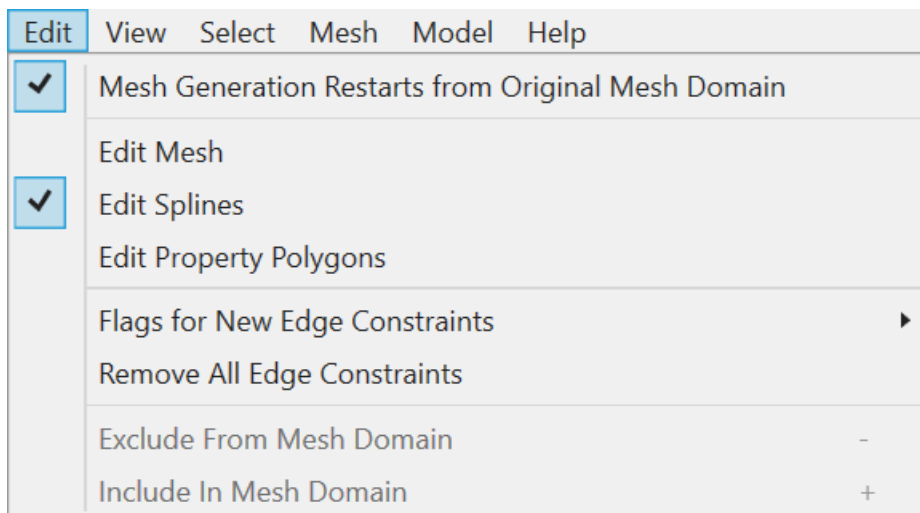 Edit View Select Mesh Model Help
Mesh Generation Restarts from Original Mesh Domain
Edit Mesh
Edit Splines
Edit Property Polygons
Flags for New Edge Constraints
Remove All Edge Constraints
Exclude From Mesh Domain -
Include In Mesh Domain +